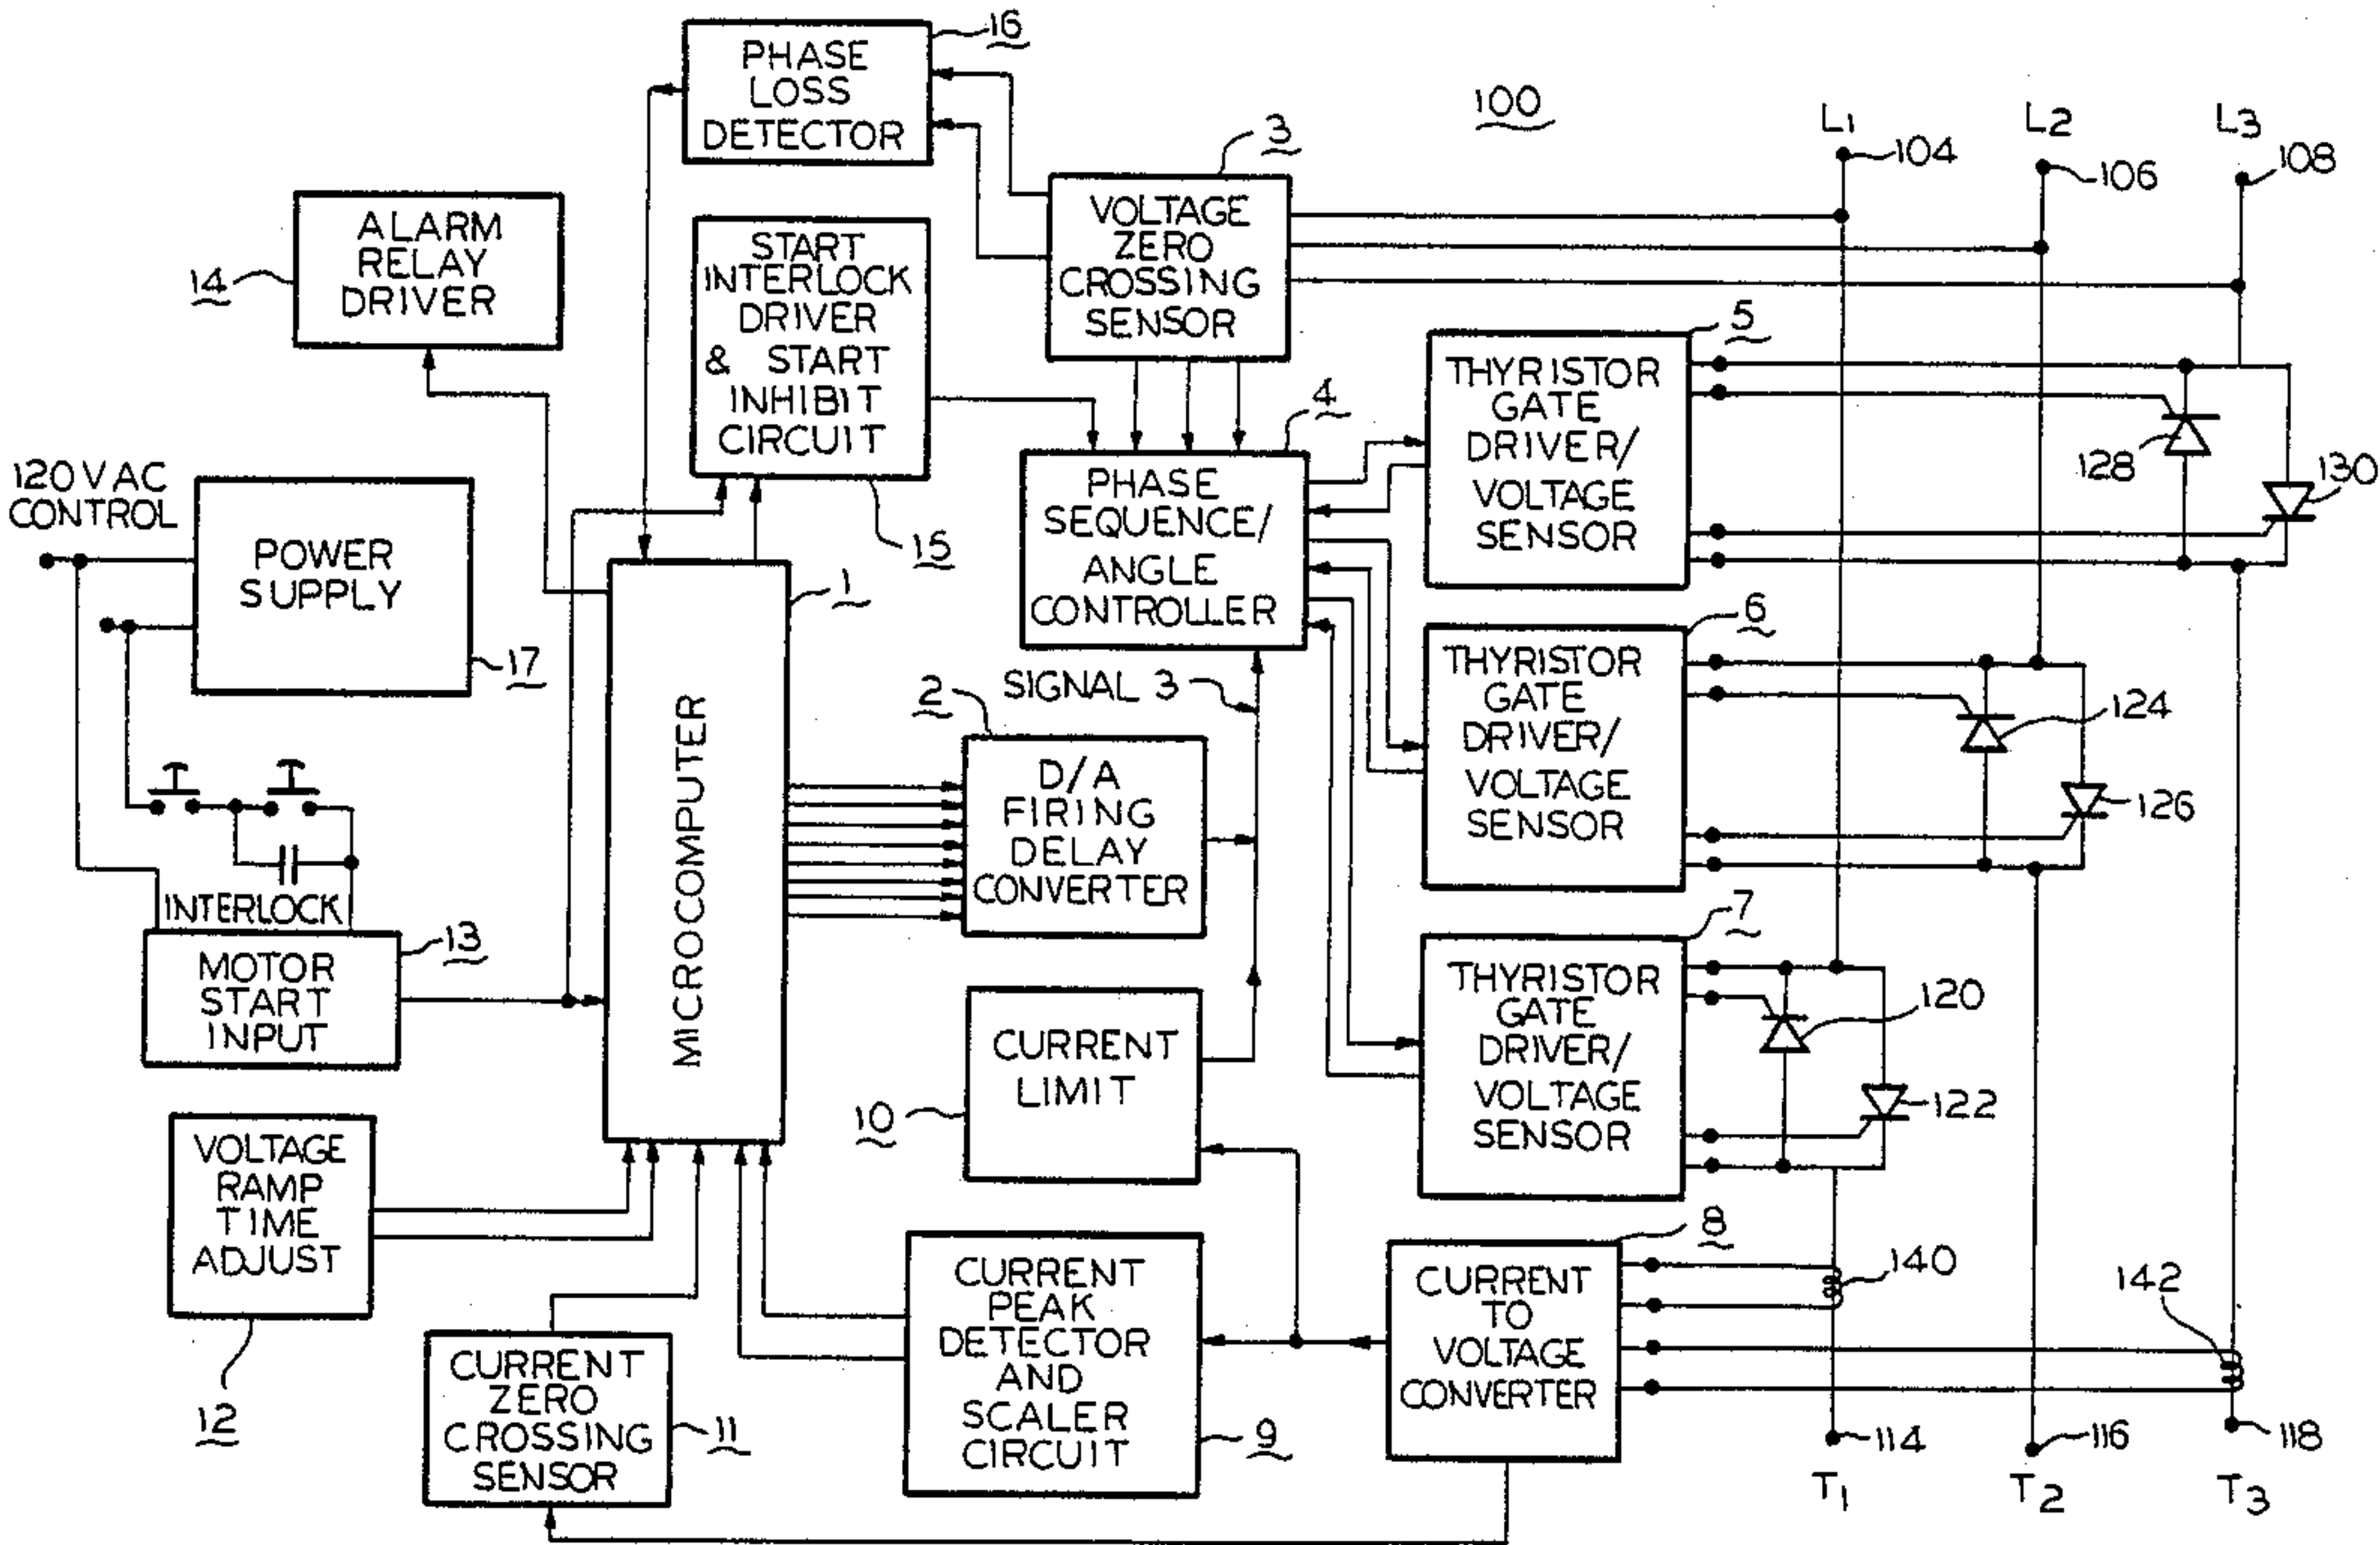 16
PHASE
LOSS
DETECTOR
100
L1
L2
L3
104
106
108
3
VOLTAGE
ZERO
CROSSING
SENSOR
ALARM
RELAY
DRIVER
14
START
INTERLOCK
DRIVER
& START
INHIBIT
CIRCUIT
15
5
THYRISTOR
GATE
DRIVER/
VOLTAGE
SENSOR
128
130
4
PHASE
SEQUENCE/
ANGLE
CONTROLLER
120 VAC
CONTROL
POWER
SUPPLY
17
1
MICROCOMPUTER
SIGNAL 3
6
THYRISTOR
GATE
DRIVER/
VOLTAGE
SENSOR
124
126
2
D/A
FIRING
DELAY
CONVERTER
INTERLOCK
13
MOTOR
START
INPUT
7
THYRISTOR
GATE
DRIVER/
VOLTAGE
SENSOR
120
122
CURRENT
LIMIT
10
VOLTAGE
RAMP
TIME
ADJUST
12
CURRENT
ZERO
CROSSING
SENSOR
11
CURRENT
PEAK
DETECTOR
AND
SCALER
CIRCUIT
9
8
CURRENT
TO
VOLTAGE
CONVERTER
140
142
114
116
118
T1
T2
T3